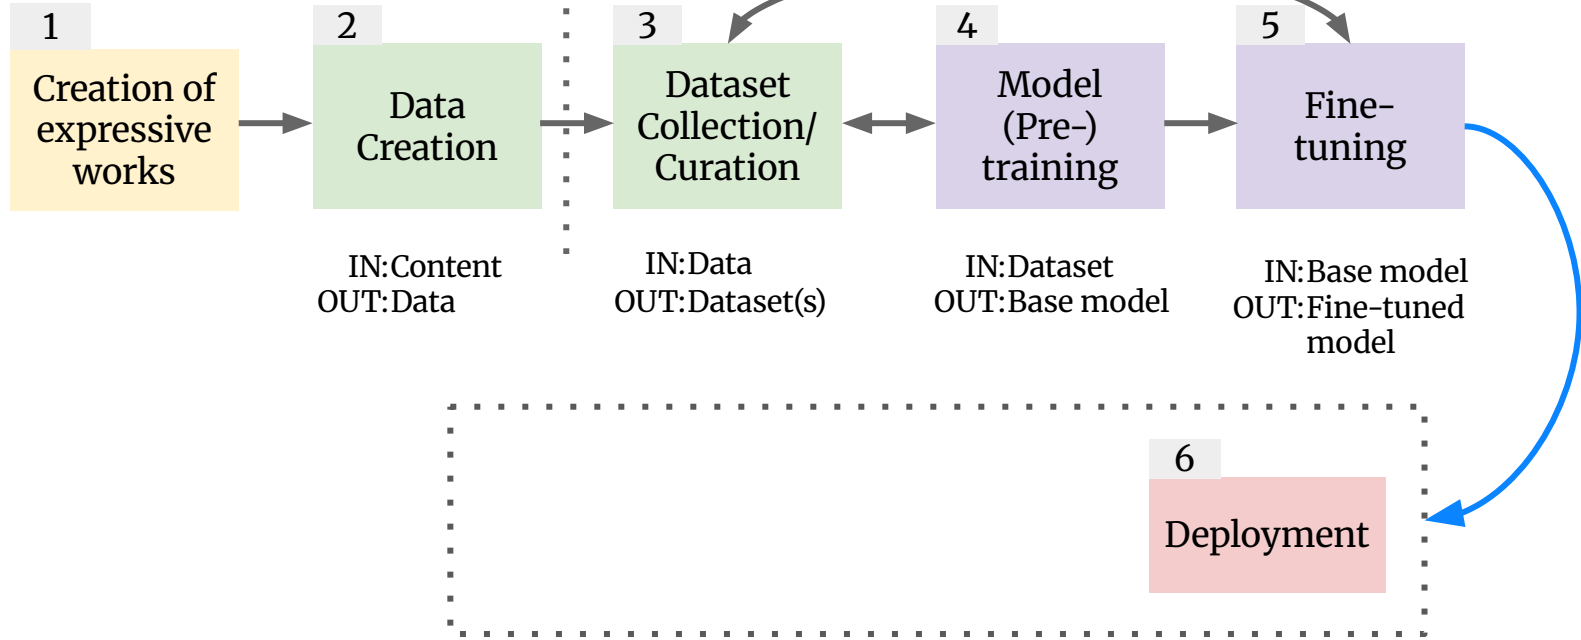 1
Creation of
expressive
works
2
Data
Creation
IN:Content
OUT:Data
3
Dataset
Collection/
Curation
IN:Data
OUT:Dataset(s)
4
Model
(Pre-)
training
IN:Dataset
OUT:Base model
5
Fine-
tuning
IN:Base model
OUT:Fine-tuned
model
6
Deployment